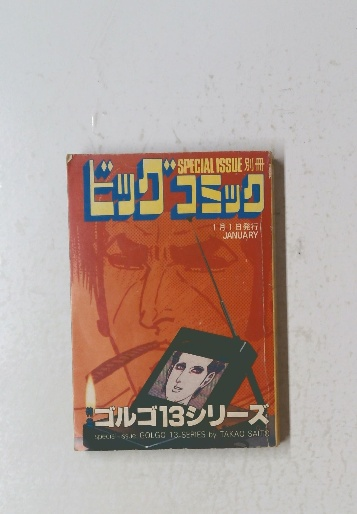 SPECIAL ISSUE 別冊
ビッグコミック
1月1日発行
JANUARY
ゴルゴ13シリーズ
special issue GOLGO 13 SERIES by TAKAO SAITO